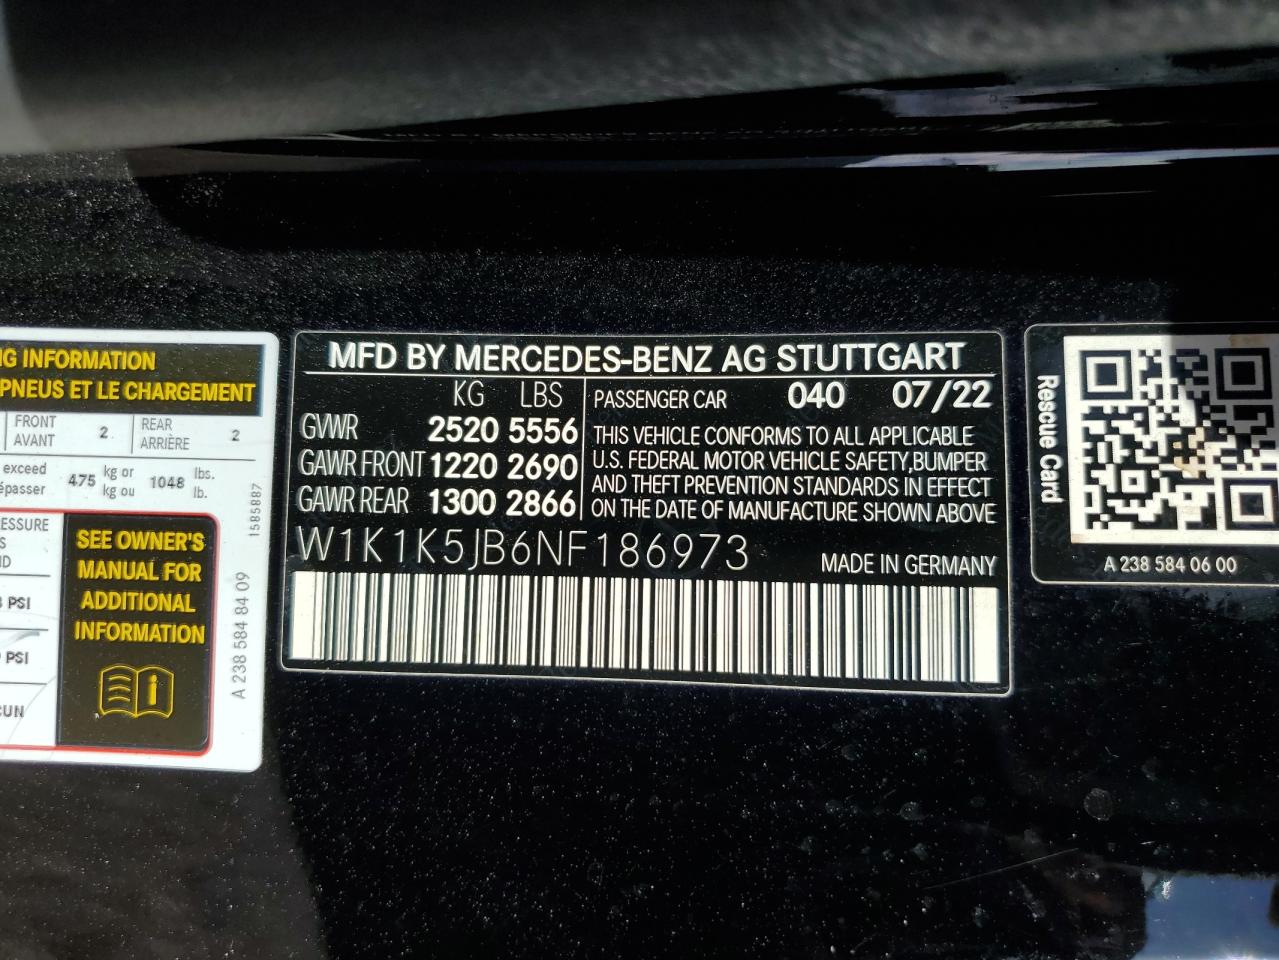 NG INFORMATION
PNEUS ET LE CHARGEMENT
FRONT
AVANT
2
REAR
ARRIÈRE
2
exceed
475
kg or
kg ou
1048
lbs.
lb.
1585887
SEE OWNER'S
MANUAL FOR
ADDITIONAL
INFORMATION
PSI
PSI
A 238 584 84 09
MFD BY MERCEDES-BENZ AG STUTTGART
KG LBS
GVWR 2520 5556
GAWR FRONT 1220 2690
GAWR REAR 1300 2866
PASSENGER CAR 040 07/22
THIS VEHICLE CONFORMS TO ALL APPLICABLE
U.S. FEDERAL MOTOR VEHICLE SAFETY,BUMPER
AND THEFT PREVENTION STANDARDS IN EFFECT
ON THE DATE OF MANUFACTURE SHOWN ABOVE
W1K1K5JB6NF186973
MADE IN GERMANY
Rescue Card
A 238 584 06 00